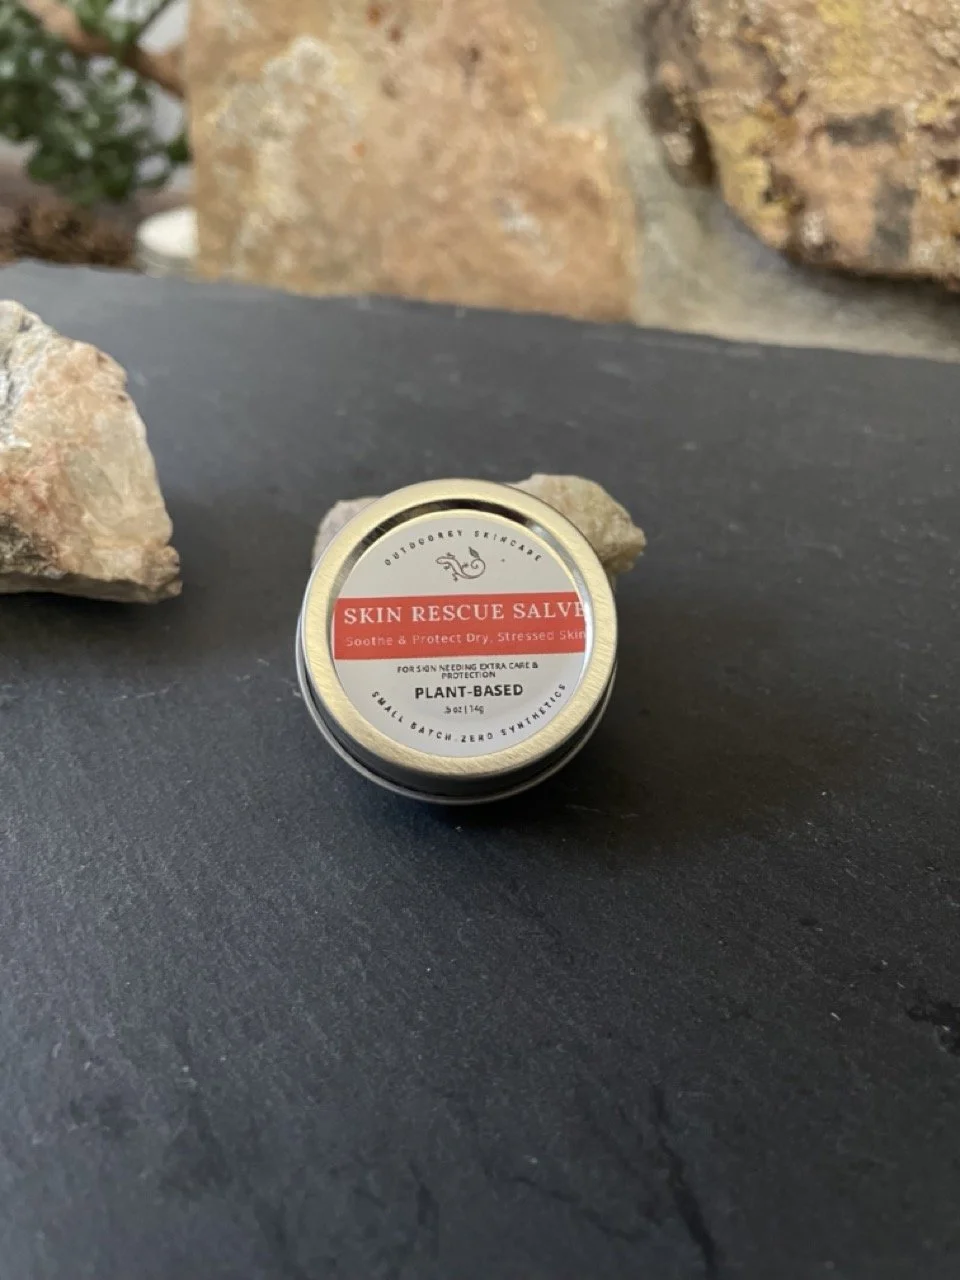 OUTDOOREY SKINCARE
SKIN RESCUE SALVE
Soothe & Protect Dry, Stressed Skin
FOR SKIN NEEDING EXTRA CARE &
PROTECTION
PLANT-BASED
.5 oz | 14g
SMALL BATCH. ZERO SYNTHETICS